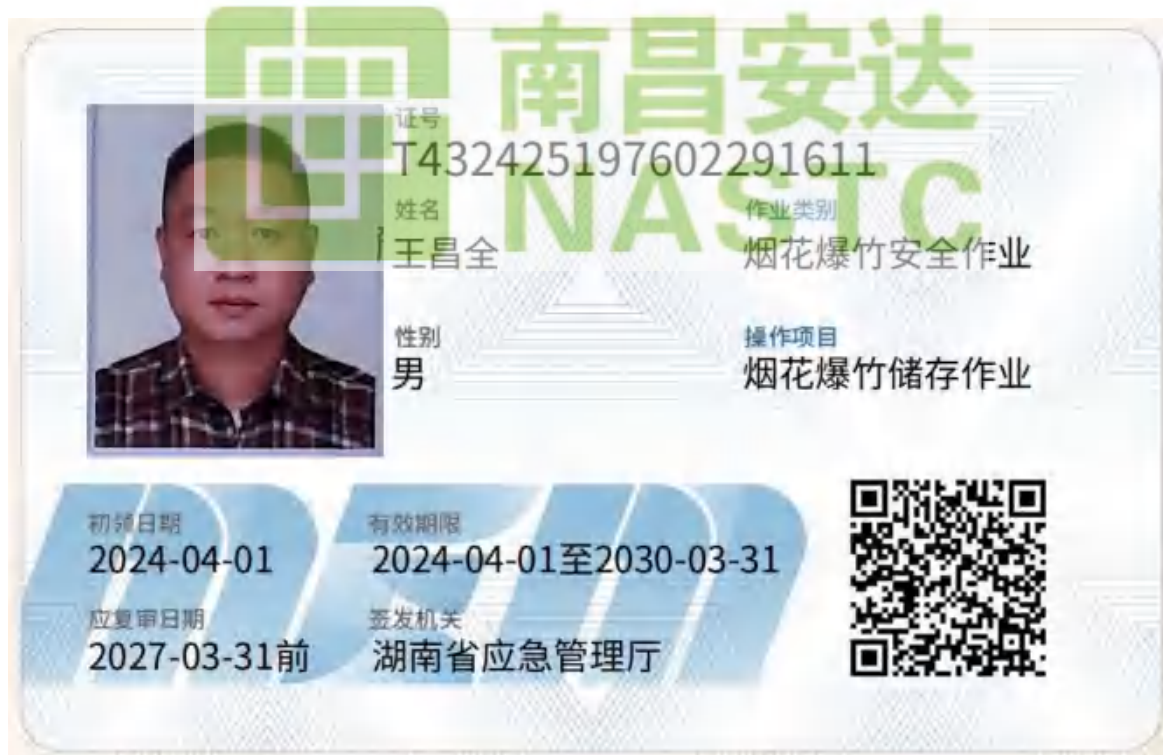 南昌安达
NASTC
证号
T432425197602291611
姓名
王昌全
作业类别
烟花爆竹安全作业
性别
男
操作项目
烟花爆竹储存作业
初领日期
2024-04-01
有效期限
2024-04-01至2030-03-31
应复审日期
2027-03-31前
签发机关
湖南省应急管理厅